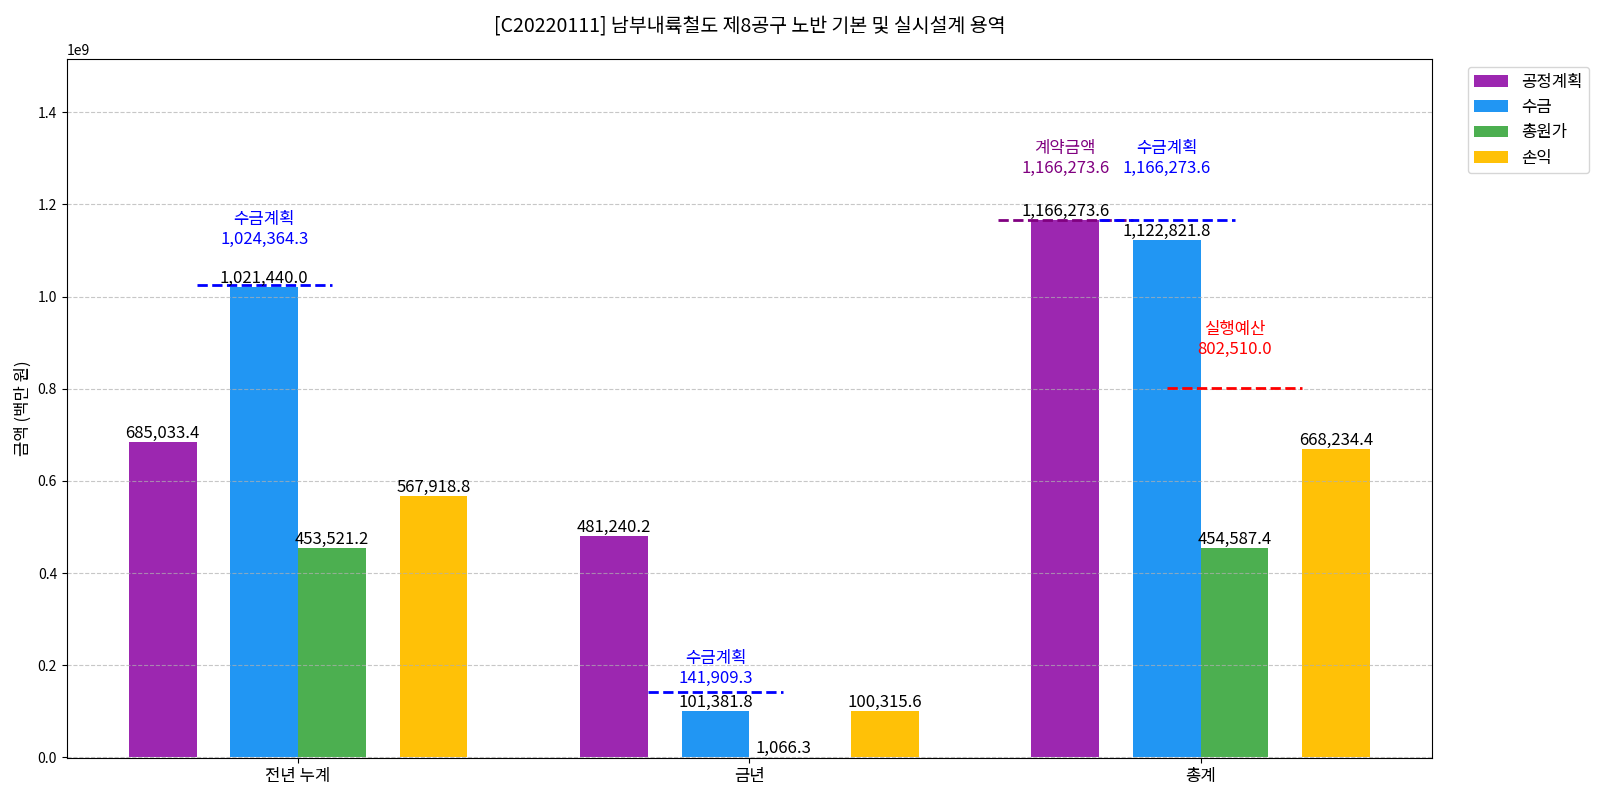 [C20220111] 남부내륙철도 제8공구 노반 기본 및 실시설계 용역
1e9
공정계획
수금
총원가
손익
금액 (백만 원)
1.4
1.2
1.0
0.8
0.6
0.4
0.2
0.0
계약금액
1,166,273.6
수금계획
1,166,273.6
1,166,273.6
1,122,821.8
수금계획
1,024,364.3
1,021,440.0
실행예산
802,510.0
685,033.4
453,521.2
567,918.8
481,240.2
수금계획
141,909.3
101,381.8
1,066.3
100,315.6
454,587.4
668,234.4
전년 누계
금년
총계